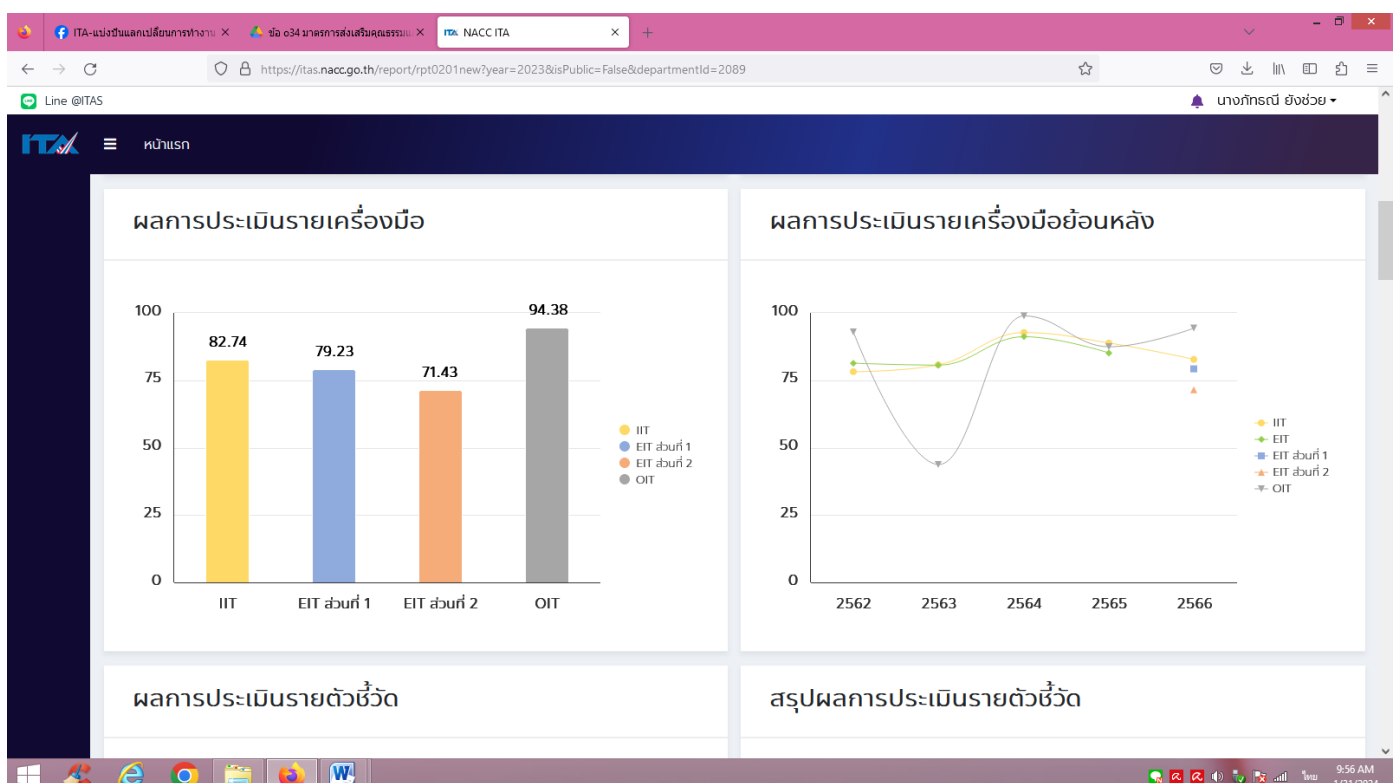 ITA-แบ่งปันแลกเปลี่ยนการทำงาน
ข้อ o34 มาตรการส่งเสริมคุณธรรม
ITA NACC ITA
https://itas.nacc.go.th/report/rpt0201new?year=2023&isPublic=False&departmentId=2089
Line @ITAS
นางภัทรณี ยังช่วย
ITA
หน้าแรก
ผลการประเมินรายเครื่องมือ
100
75
50
25
0
82.74
79.23
71.43
94.38
IIT
EIT ส่วนที่ 1
EIT ส่วนที่ 2
OIT
IIT
EIT ส่วนที่ 1
EIT ส่วนที่ 2
OIT
ผลการประเมินรายเครื่องมือย้อนหลัง
100
75
50
25
0
2562
2563
2564
2565
2566
IIT
EIT
EIT ส่วนที่ 1
EIT ส่วนที่ 2
OIT
ผลการประเมินรายตัวชี้วัด
สรุปผลการประเมินรายตัวชี้วัด
ไทย
9:56 AM
1/31/2024